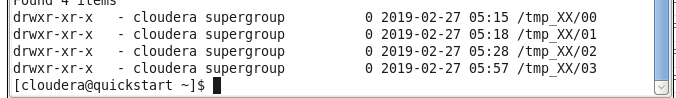 Found 4 items
drwxr-xr-x   - cloudera supergroup          0 2019-02-27 05:15 /tmp_XX/00
drwxr-xr-x   - cloudera supergroup          0 2019-02-27 05:18 /tmp_XX/01
drwxr-xr-x   - cloudera supergroup          0 2019-02-27 05:28 /tmp_XX/02
drwxr-xr-x   - cloudera supergroup          0 2019-02-27 05:57 /tmp_XX/03
[cloudera@quickstart ~]$